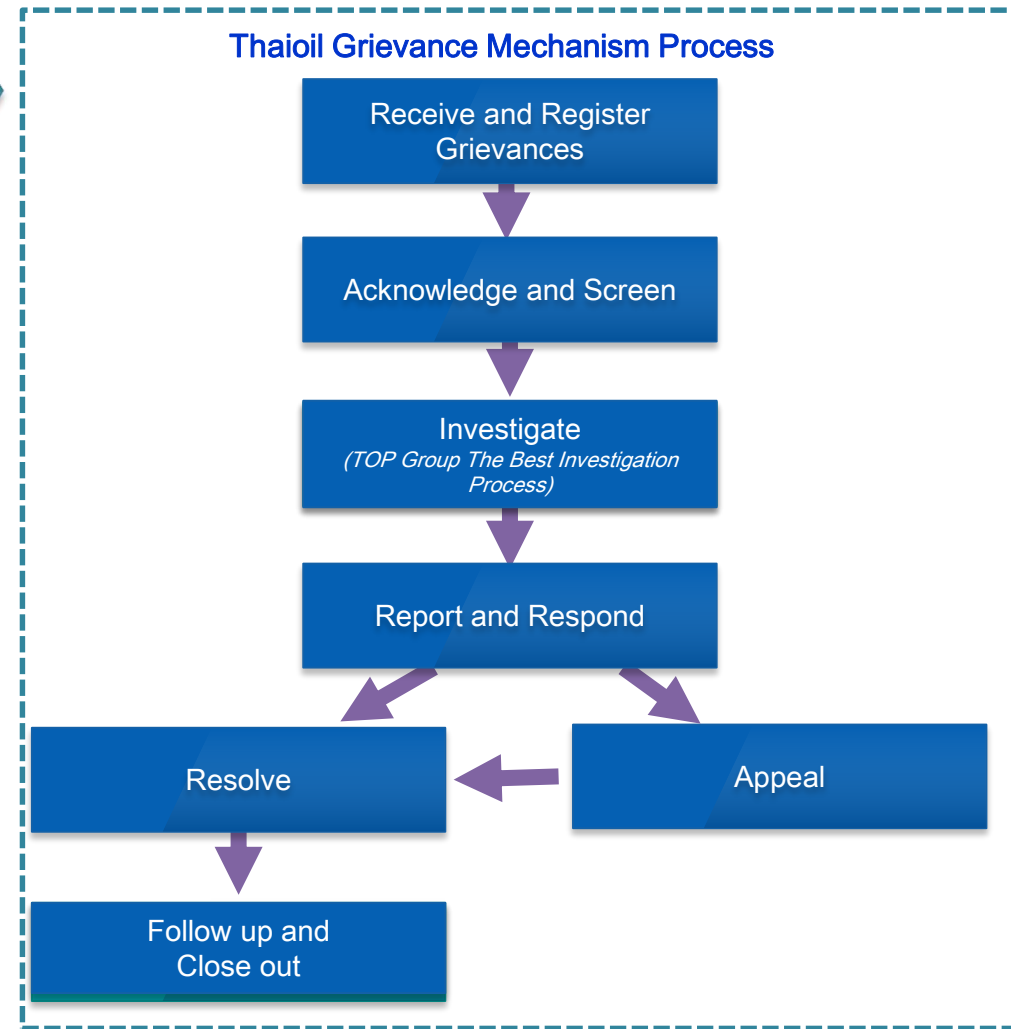 Thaioil Grievance Mechanism Process
Receive and Register
Grievances
Acknowledge and Screen
Investigate
(TOP Group The Best Investigation
Process)
Report and Respond
Resolve
Appeal
Follow up and
Close out